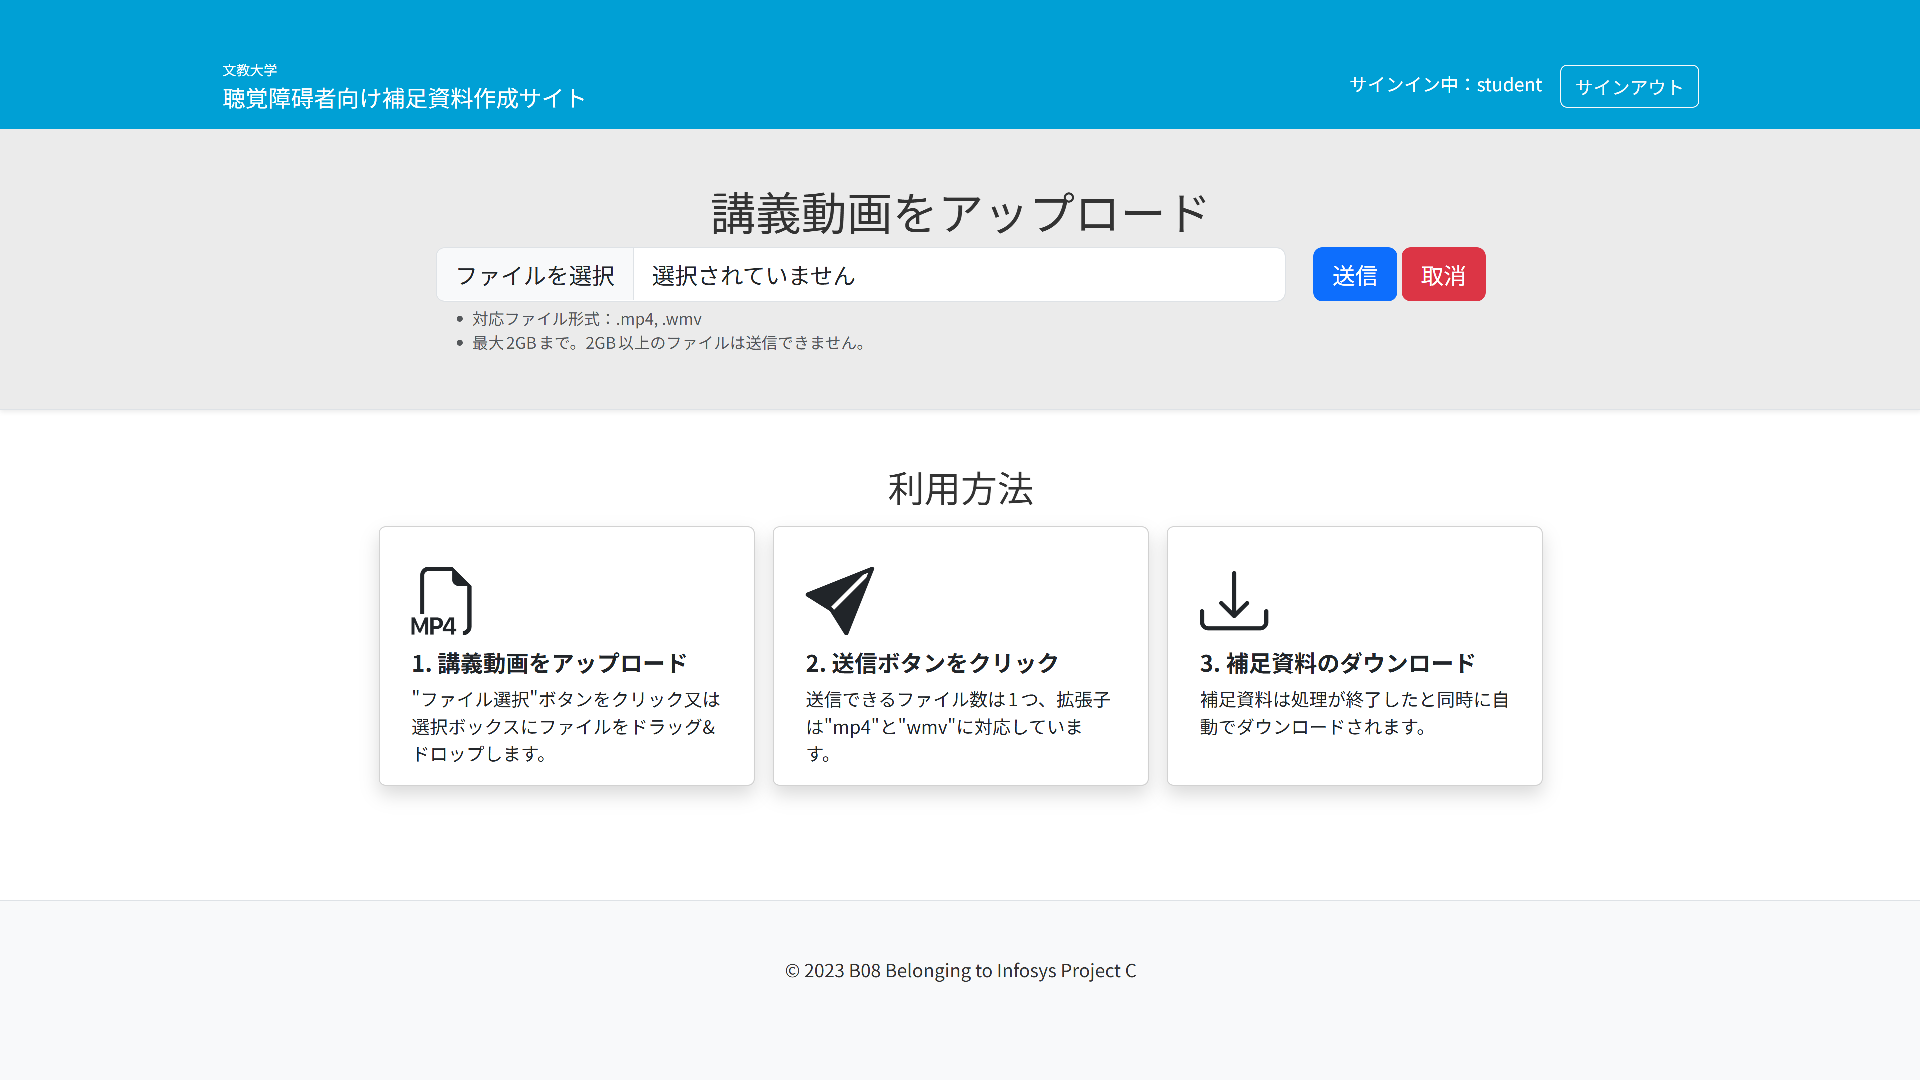 文教大学
聴覚障碍者向け補足資料作成サイト
サインイン中：student
サインアウト
講義動画をアップロード
ファイルを選択
選択されていません
送信
取消
対応ファイル形式：.mp4, .wmv
最大2GBまで。2GB以上のファイルは送信できません。
利用方法
MP4
1. 講義動画をアップロード
"ファイル選択"ボタンをクリック又は
選択ボックスにファイルをドラッグ&
ドロップします。
2. 送信ボタンをクリック
送信できるファイル数は1つ、拡張子
は"mp4"と"wmv"に対応していま
す。
3. 補足資料のダウンロード
補足資料は処理が終了したと同時に自
動でダウンロードされます。
© 2023 B08 Belonging to Infosys Project C